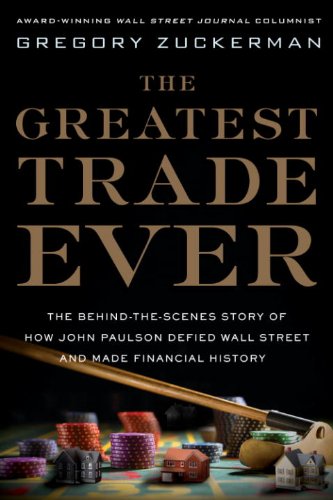 AWARD-WINNING WALL STREET JOURNAL COLUMNIST
GREGORY ZUCKERMAN
THE
GREATEST
TRADE
EVER
THE BEHIND-THE-SCENES STORY OF
HOW JOHN PAULSON DEFIED WALL STREET
AND MADE FINANCIAL HISTORY